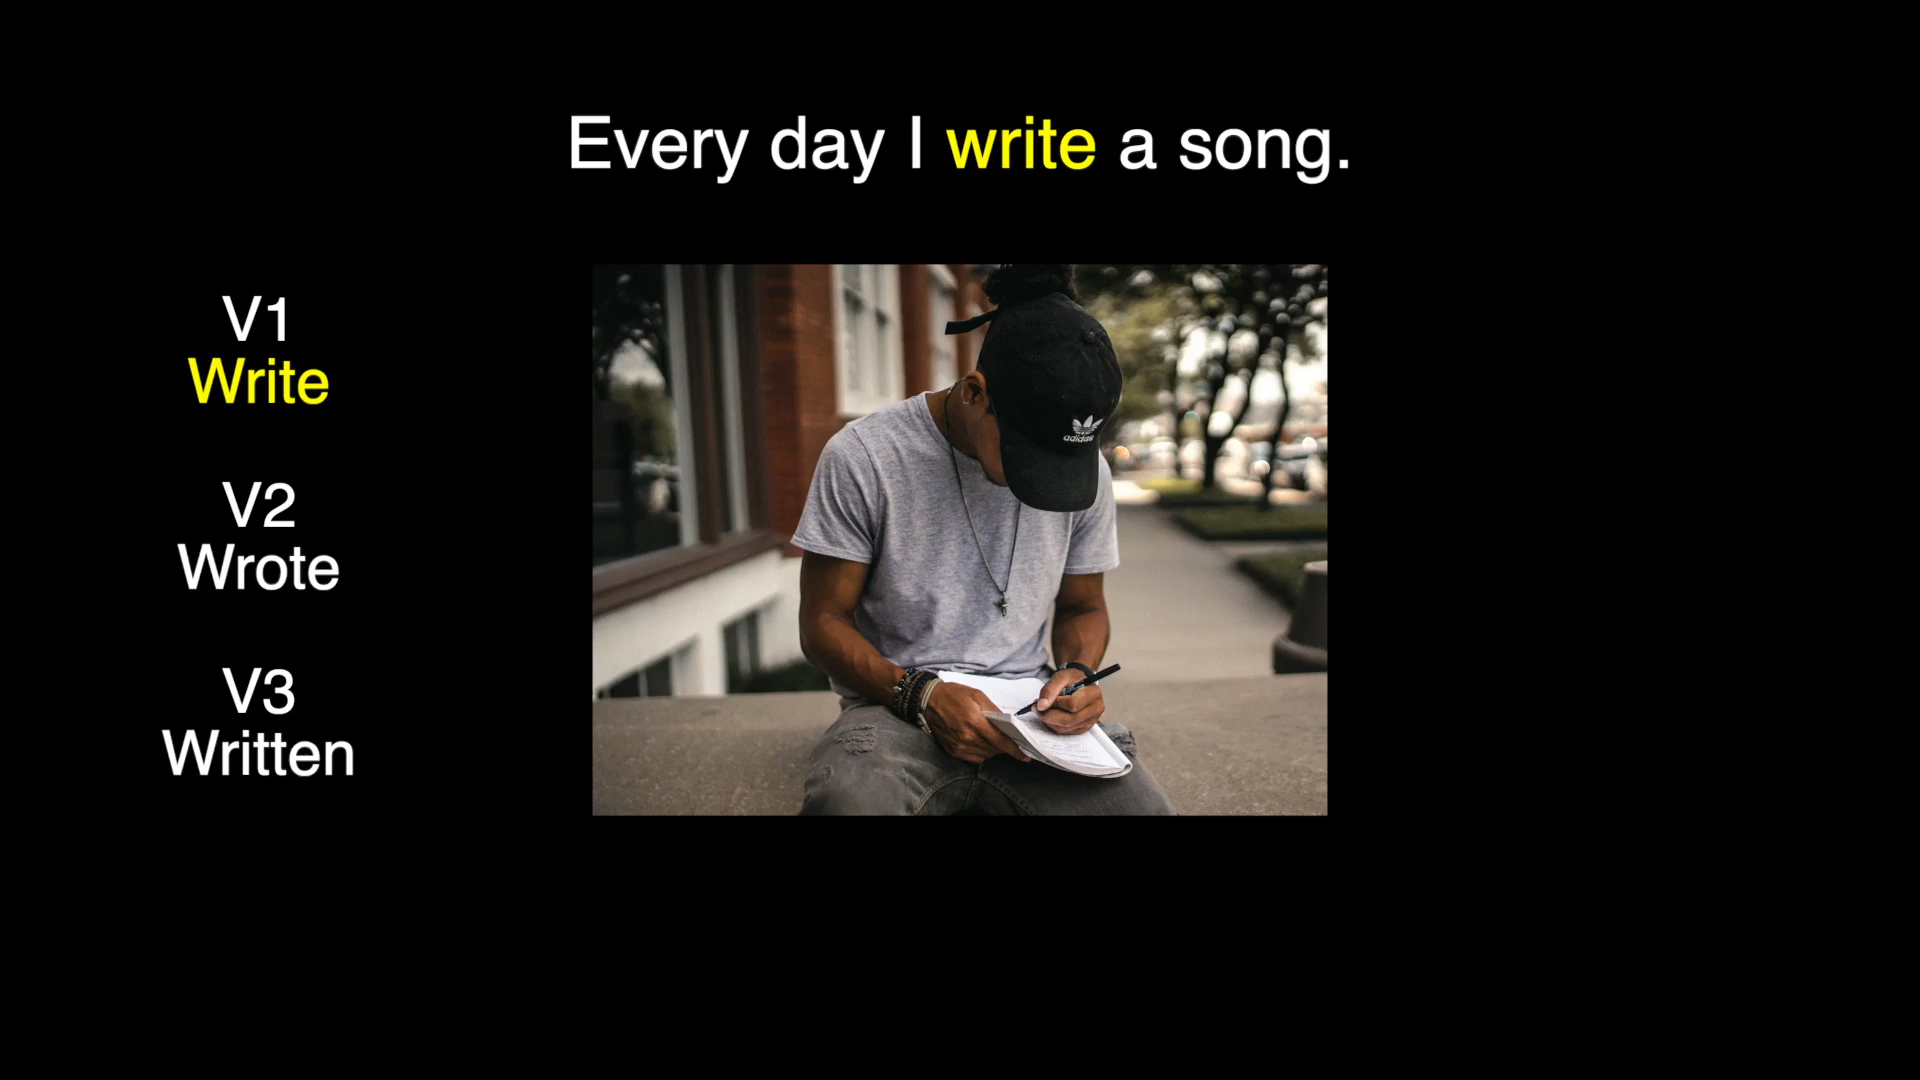 Every day I write a song.
V1
Write
V2
Wrote
V3
Written
adidas